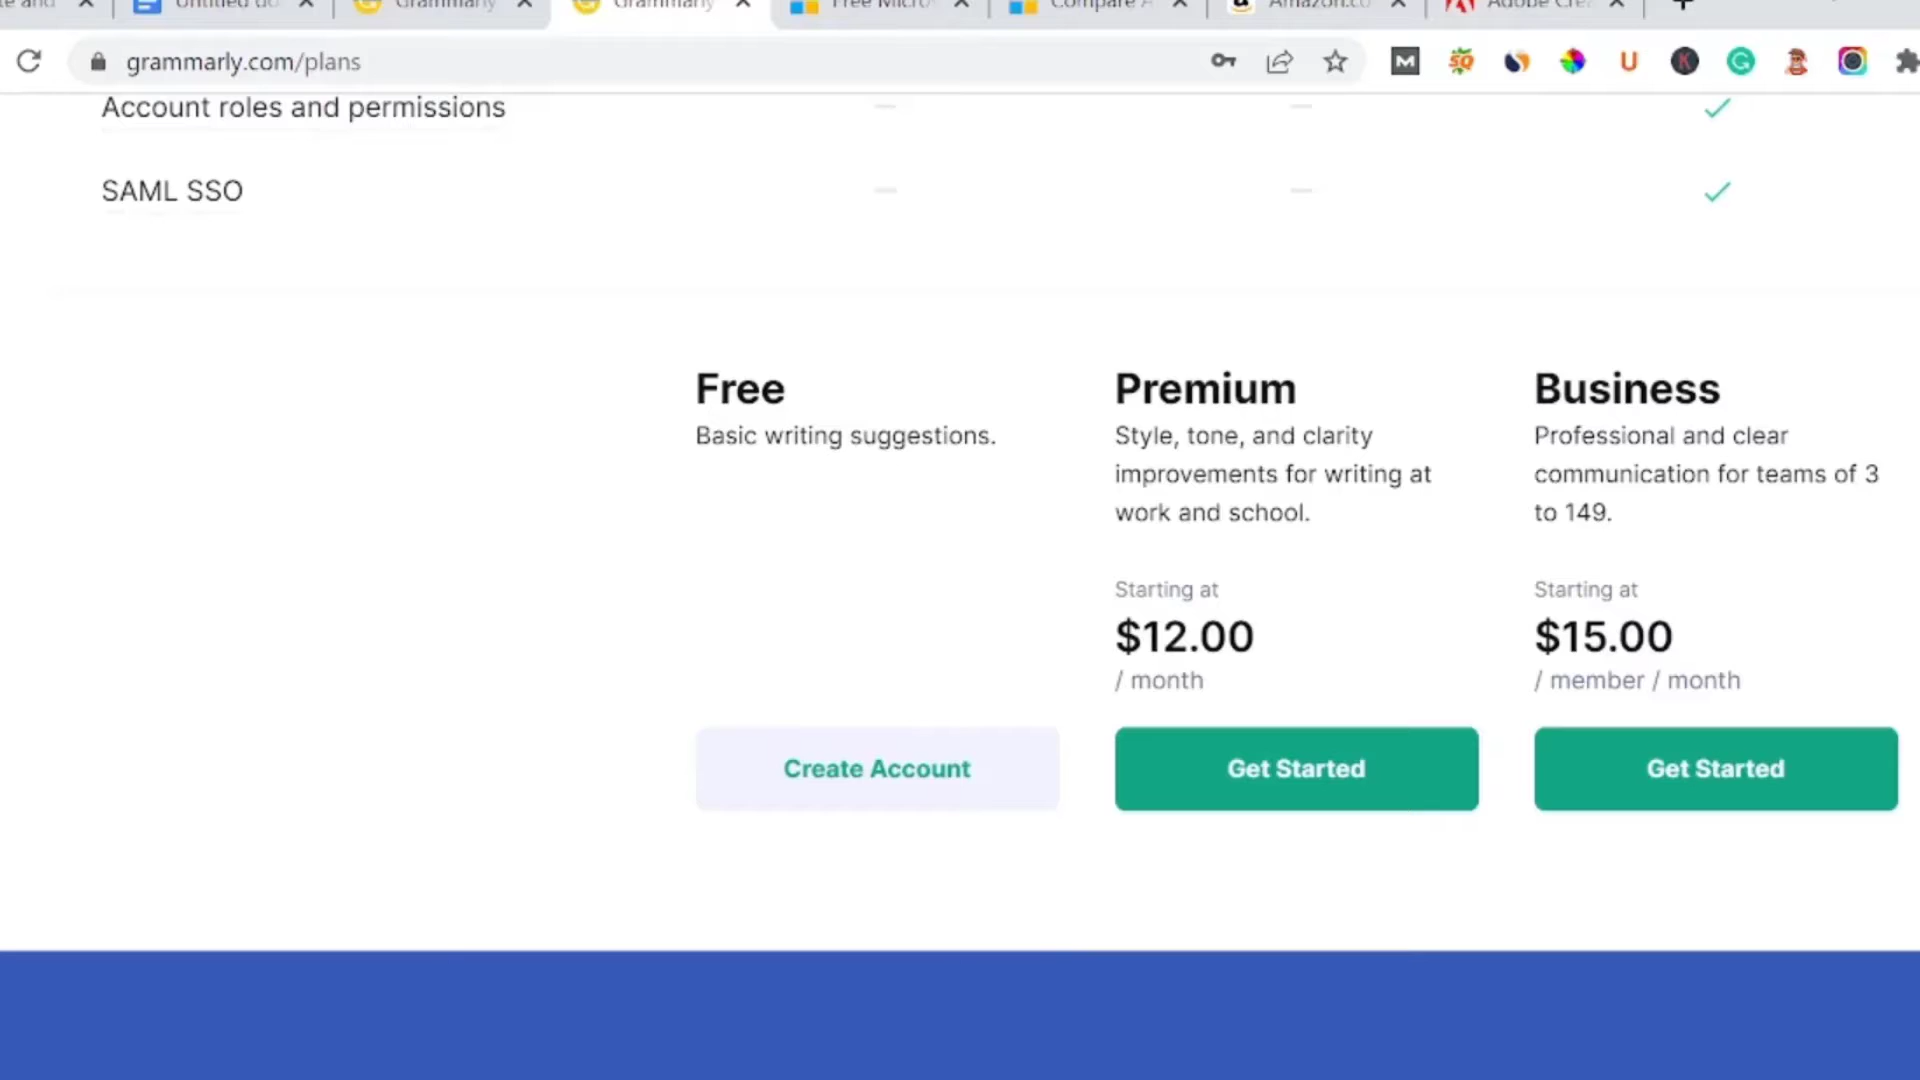 Grammarly
Grammarly
grammarly.com/plans
Account roles and permissions
SAML SSO
Free
Premium
Business
Basic writing suggestions.
Style, tone, and clarity
improvements for writing at
work and school.
Professional and clear
communication for teams of 3
to 149.
Starting at
$12.00
/ month
Starting at
$15.00
/ member / month
Create Account
Get Started
Get Started